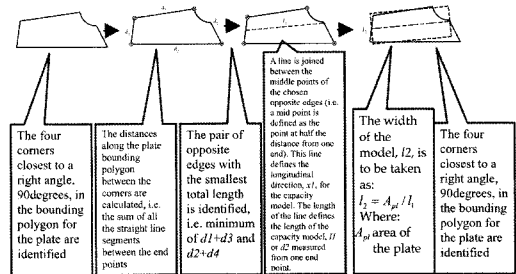 The four
corners
closest to a
right angle,
90degrees, in
the bounding
polygon for
the plate are
identified
The distances
along the plate
bounding
polygon
between the
corners are
calculated, i.e.
the sum of all
the straight line
segments
between the end
points
The pair of
opposite
edges with
the smallest
total length
is identified,
i.e. minimum
of d1+d3 and
d2+d4
A line is joined
between the
middle points of
the chosen
opposite edges (i.e.
a mid point is
defined as the
point at half the
distance from one
end). This line
defines the
longitudinal
direction, x1, for
the capacity
model. The length
of the line defines
the length of the
capacity model, l1
or d2 measured
from one end
point.
The width
of the
model, l2, is
to be taken
as:
l2 = Apl / l1
Where:
Apl area of
the plate
The four
corners
closest to a
right angle,
90degrees, in
the bounding
polygon for
the plate are
identified